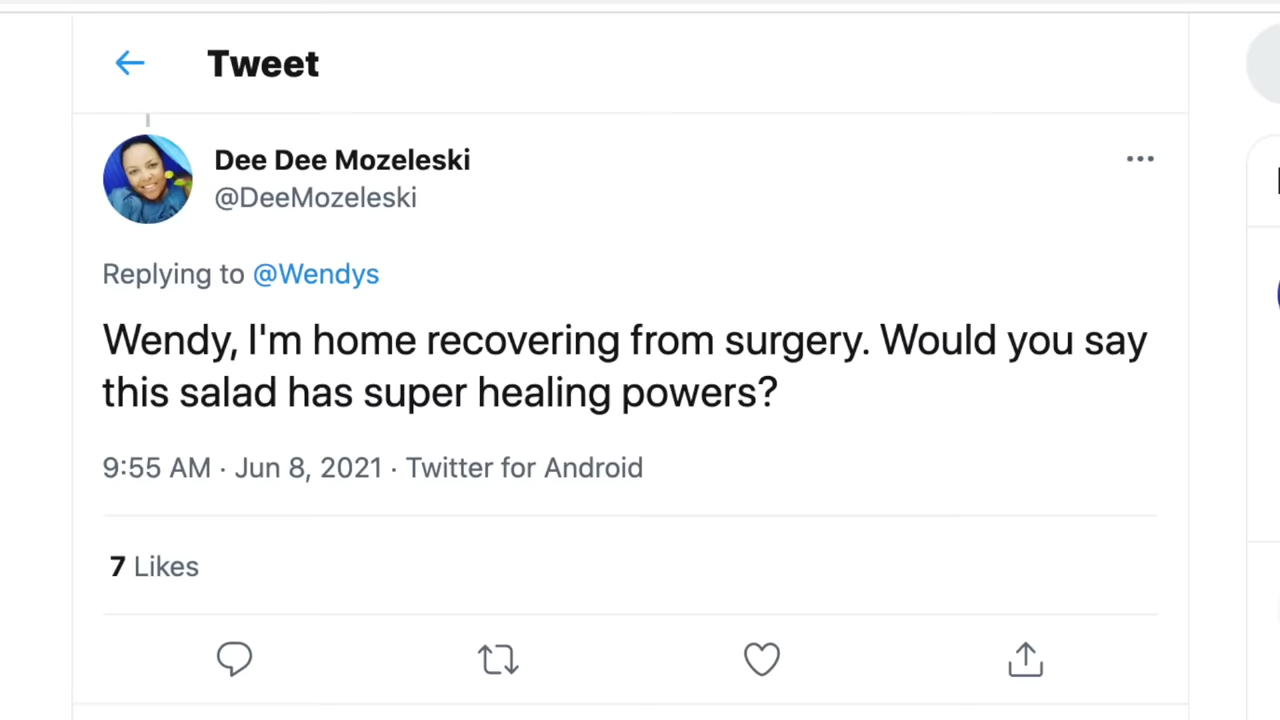 Tweet
Dee Dee Mozeleski
@DeeMozeleski
Replying to @Wendys
Wendy, I'm home recovering from surgery. Would you say
this salad has super healing powers?
9:55 AM · Jun 8, 2021 · Twitter for Android
7 Likes